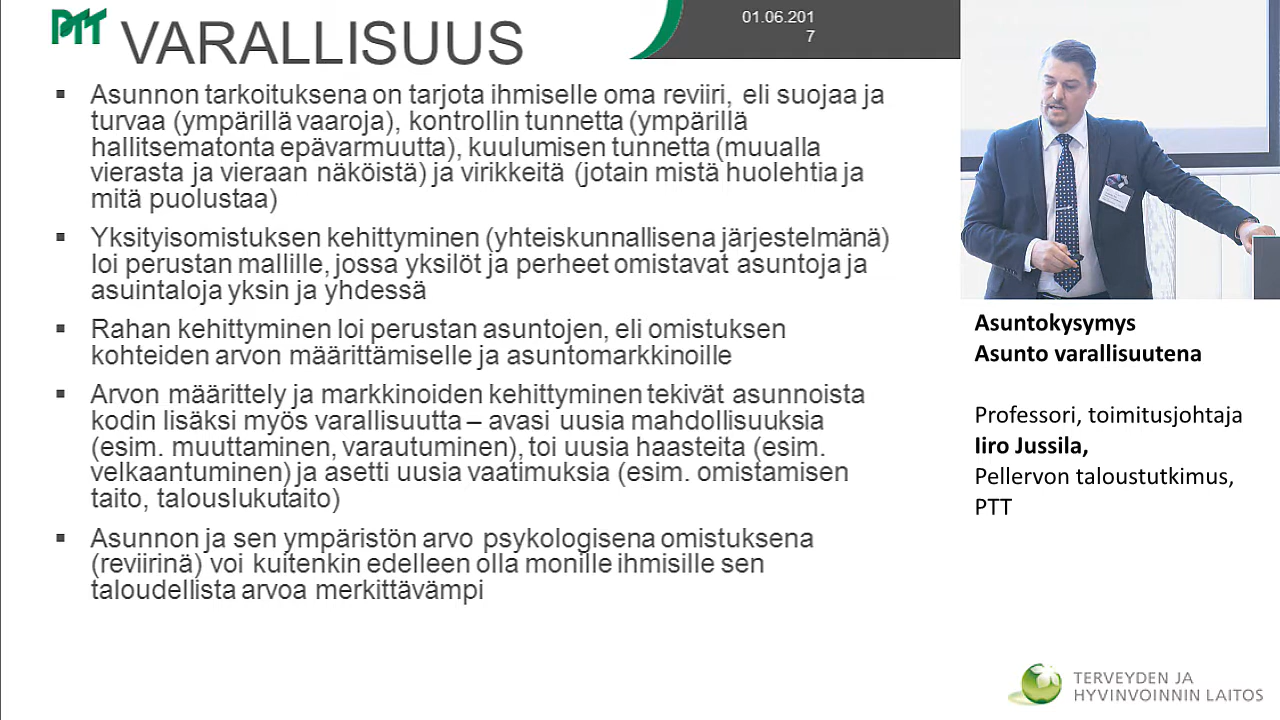 PTT
VARALLISUUS
01.06.201
7
▪ Asunnon tarkoituksena on tarjota ihmiselle oma reviiri, eli suojaa ja
turvaa (ympärillä vaaroja), kontrollin tunnetta (ympärillä
hallitsematonta epävarmuutta), kuulumisen tunnetta (muualla
vierasta ja vieraan näköistä) ja virikkeitä (jotain mistä huolehtia ja
mitä puolustaa)
▪ Yksityisomistuksen kehittyminen (yhteiskunnallisena järjestelmänä)
loi perustan mallille, jossa yksilöt ja perheet omistavat asuntoja ja
asuintaloja yksin ja yhdessä
▪ Rahan kehittyminen loi perustan asuntojen, eli omistuksen
kohteiden arvon määrittämiselle ja asuntomarkkinoille
▪ Arvon määrittely ja markkinoiden kehittyminen tekivät asunnoista
kodin lisäksi myös varallisuutta – avasi uusia mahdollisuuksia
(esim. muuttaminen, varautuminen), toi uusia haasteita (esim.
velkaantuminen) ja asetti uusia vaatimuksia (esim. omistamisen
taito, talouslukutaito)
▪ Asunnon ja sen ympäristön arvo psykologisena omistuksena
(reviirinä) voi kuitenkin edelleen olla monille ihmisille sen
taloudellista arvoa merkittävämpi
Asuntokysymys
Asunto varallisuutena
Professori, toimitusjohtaja
Iiro Jussila,
Pellervon taloustutkimus,
PTT
TERVEYDEN JA
HYVINVOINNIN LAITOS